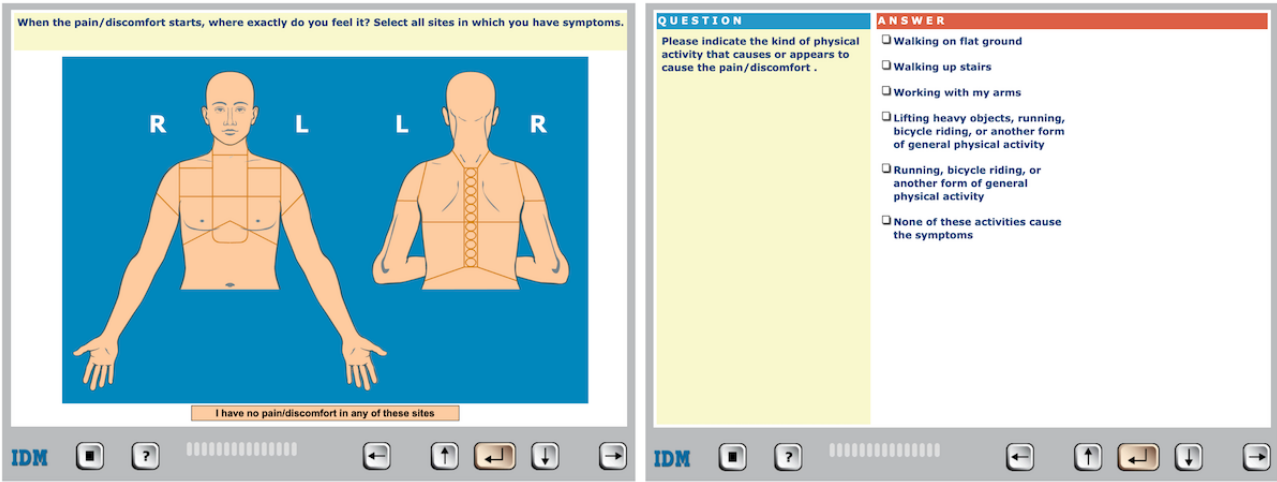 When the pain/discomfort starts, where exactly do you feel it? Select all sites in which you have symptoms.
R
L
L
R
I have no pain/discomfort in any of these sites
IDM
?
QUESTION
Please indicate the kind of physical
activity that causes or appears to
cause the pain/discomfort .
ANSWER
Walking on flat ground
Walking up stairs
Working with my arms
Lifting heavy objects, running,
bicycle riding, or another form
of general physical activity
Running, bicycle riding, or
another form of general
physical activity
None of these activities cause
the symptoms
IDM
?